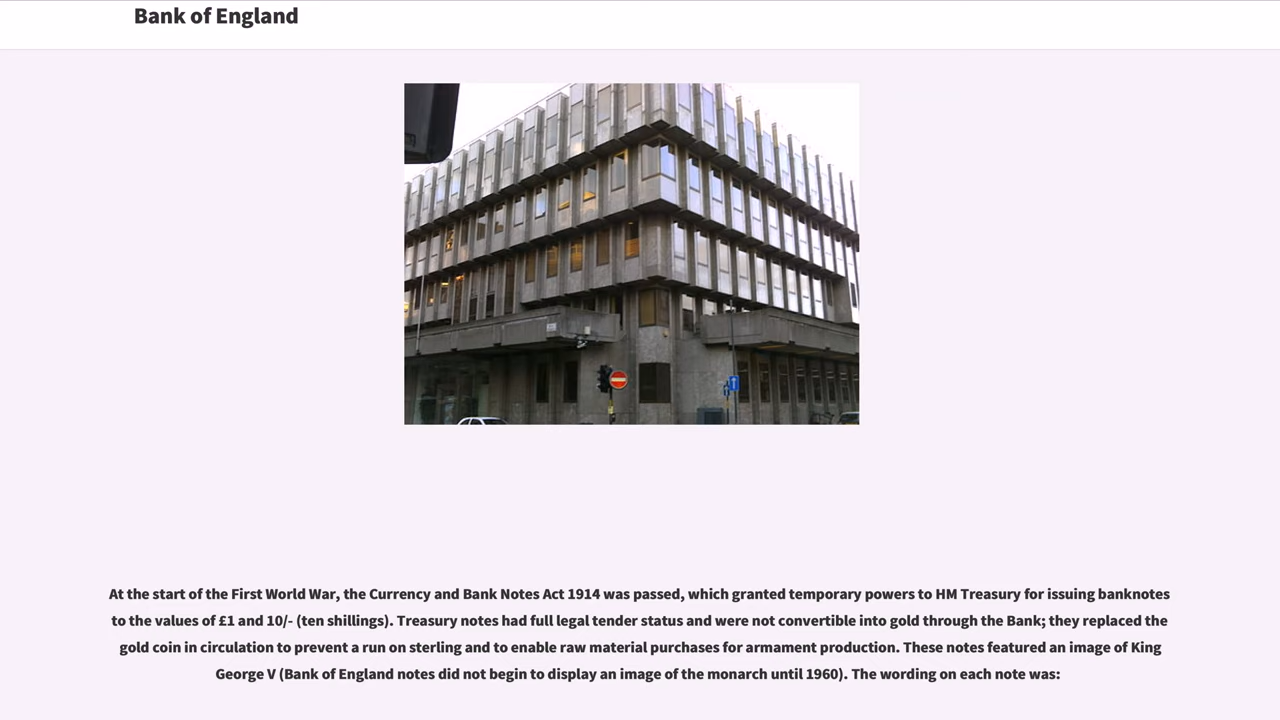 Bank of England
At the start of the First World War, the Currency and Bank Notes Act 1914 was passed, which granted temporary powers to HM Treasury for issuing banknotes
to the values of £1 and 10/- (ten shillings). Treasury notes had full legal tender status and were not convertible into gold through the Bank; they replaced the
gold coin in circulation to prevent a run on sterling and to enable raw material purchases for armament production. These notes featured an image of King
George V (Bank of England notes did not begin to display an image of the monarch until 1960). The wording on each note was: